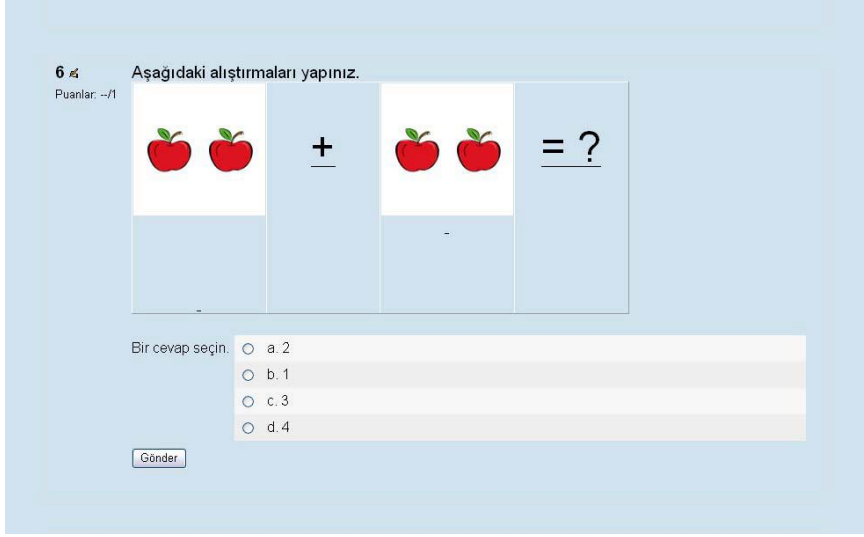 6 Aşağıdaki alıştırmaları yapınız.
Puanlar: --/1
+ = ?
-
-
Bir cevap seçin. a. 2
b. 1
c. 3
d. 4
Gönder